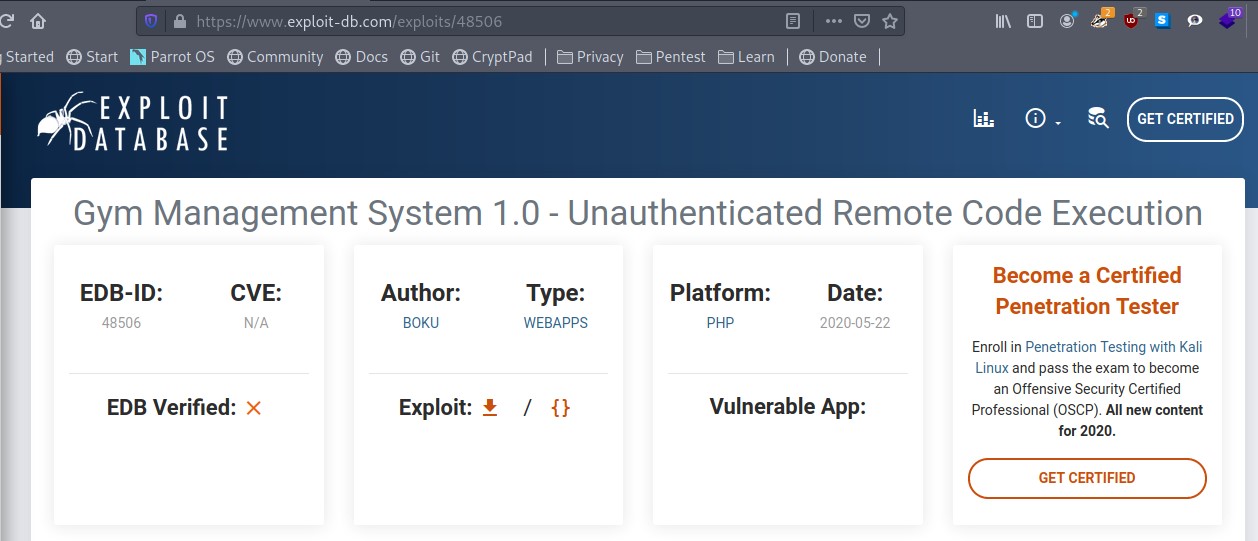 https://www.exploit-db.com/exploits/48506
2
2
10
Started Start Parrot OS Community Docs Git CryptPad Privacy Pentest Learn Donate
EXPLOIT
DATABASE
GET CERTIFIED
Gym Management System 1.0 - Unauthenticated Remote Code Execution
EDB-ID:
48506
CVE:
N/A
EDB Verified:
Author:
BOKU
Type:
WEBAPPS
Exploit: / {}
Platform:
PHP
Date:
2020-05-22
Vulnerable App:
Become a Certified
Penetration Tester
Enroll in Penetration Testing with Kali
Linux and pass the exam to become
an Offensive Security Certified
Professional (OSCP). All new content
for 2020.
GET CERTIFIED